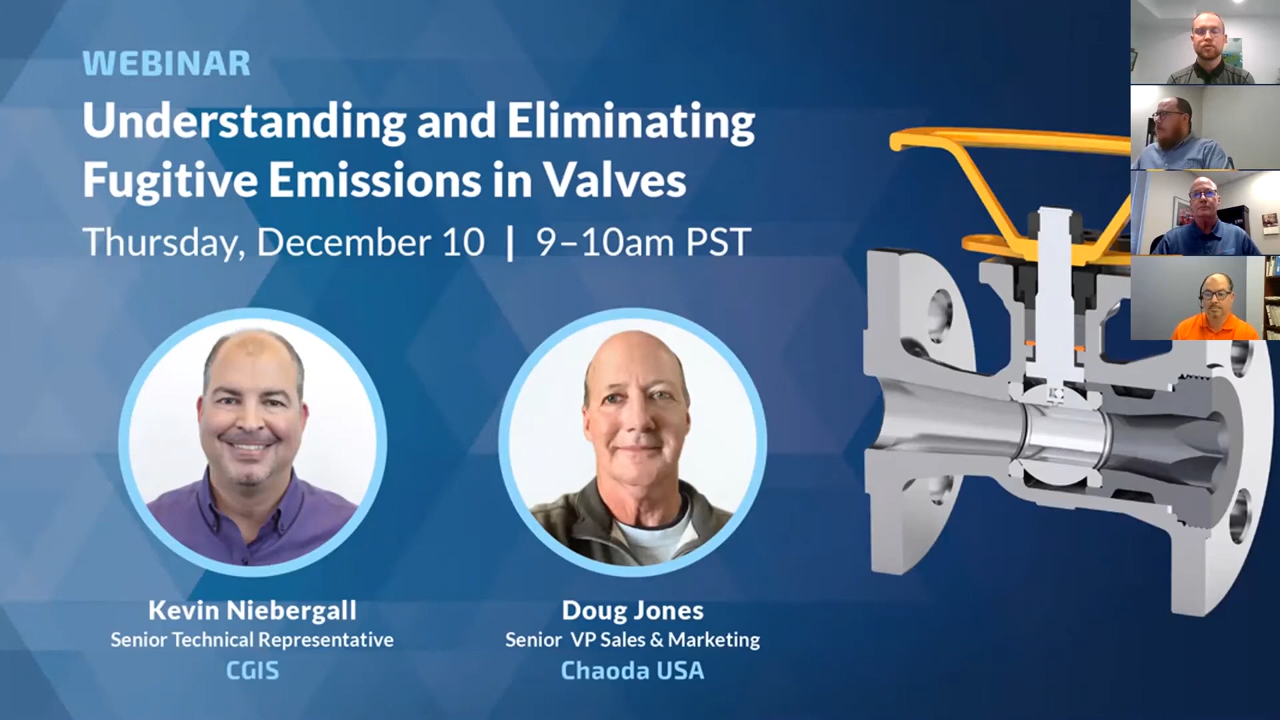 WEBINAR
Understanding and Eliminating
Fugitive Emissions in Valves
Thursday, December 10 | 9–10am PST
Kevin Niebergall
Senior Technical Representative
CGIS
Doug Jones
Senior VP Sales & Marketing
Chaoda USA